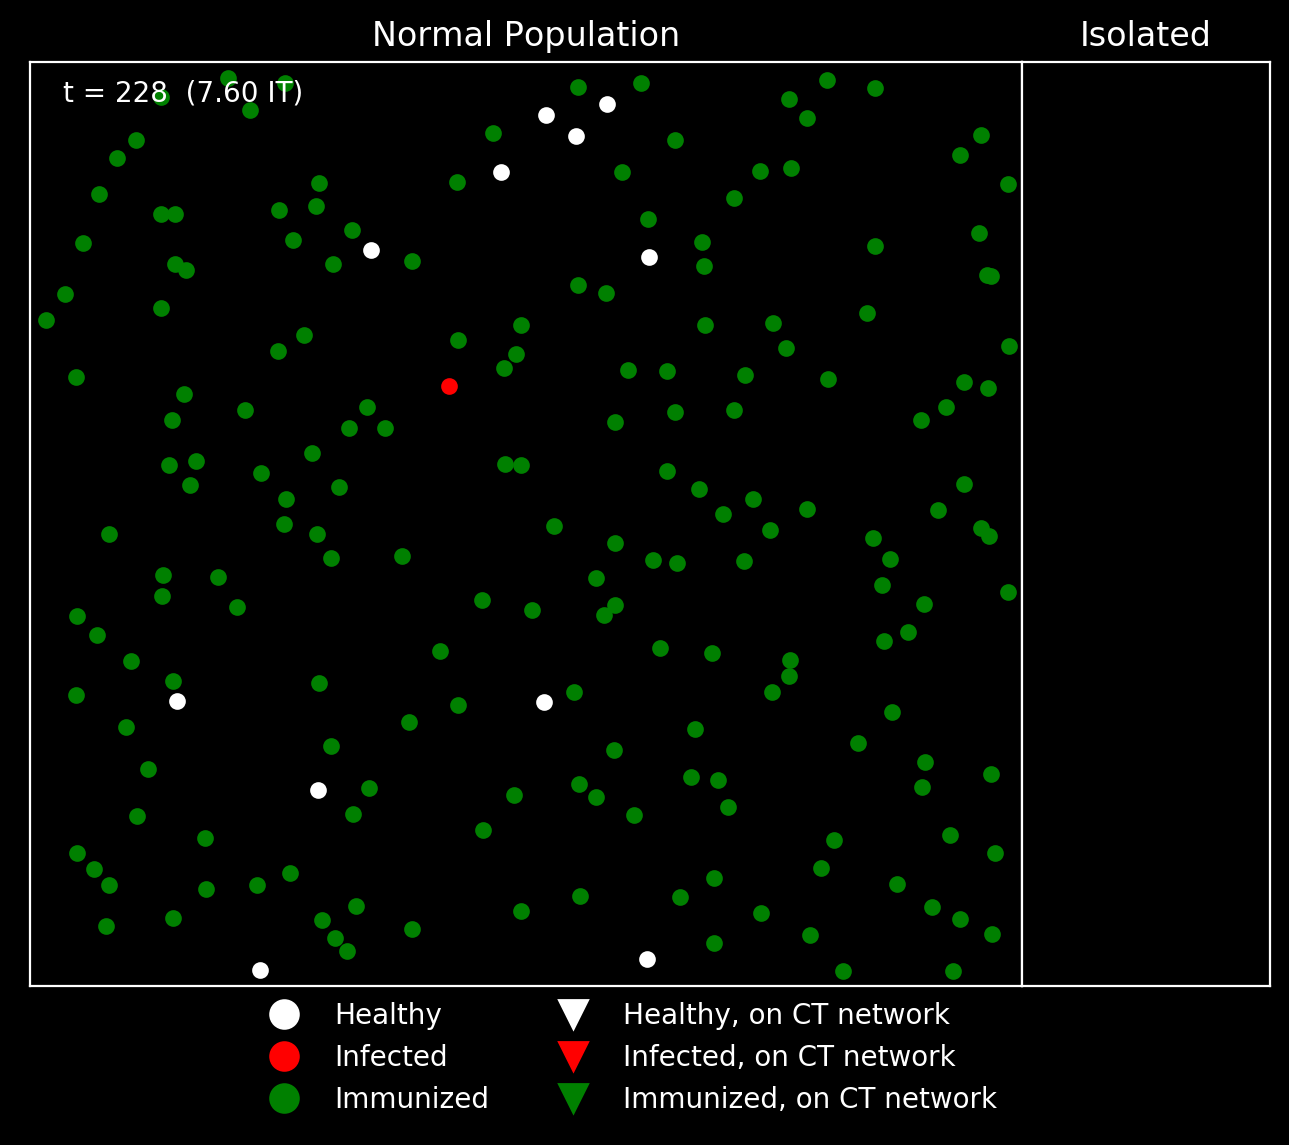 Normal Population
Isolated
t = 228  (7.60 IT)
Healthy
Infected
Immunized
Healthy, on CT network
Infected, on CT network
Immunized, on CT network